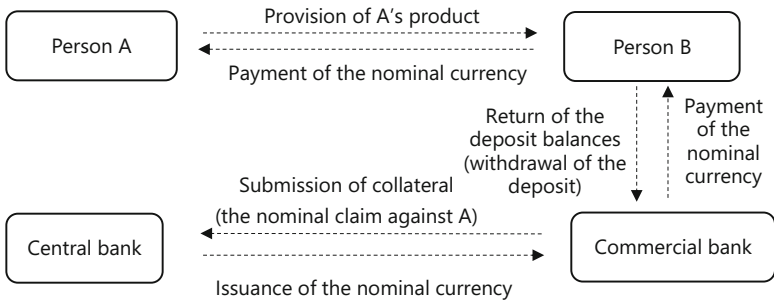 Provision of A's product
Person A
Person B
Payment of the nominal currency
Return of the
deposit balances
(withdrawal of the
deposit)
Payment
of the
nominal
currency
Submission of collateral
(the nominal claim against A)
Central bank
Commercial bank
Issuance of the nominal currency